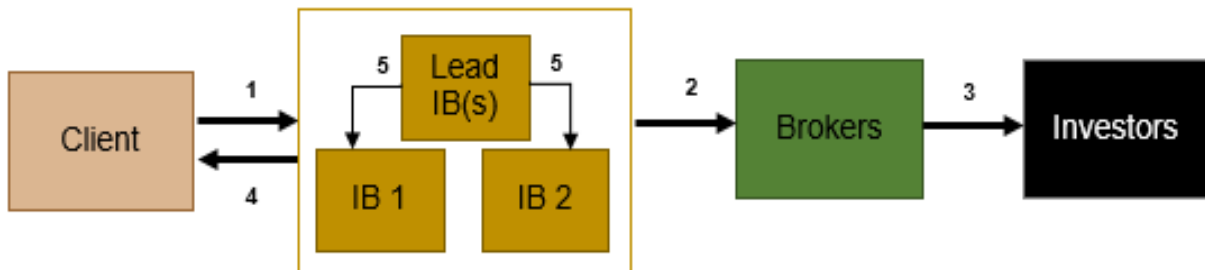 Client
1
4
5
Lead
IB(s)
5
IB 1
IB 2
2
Brokers
3
Investors